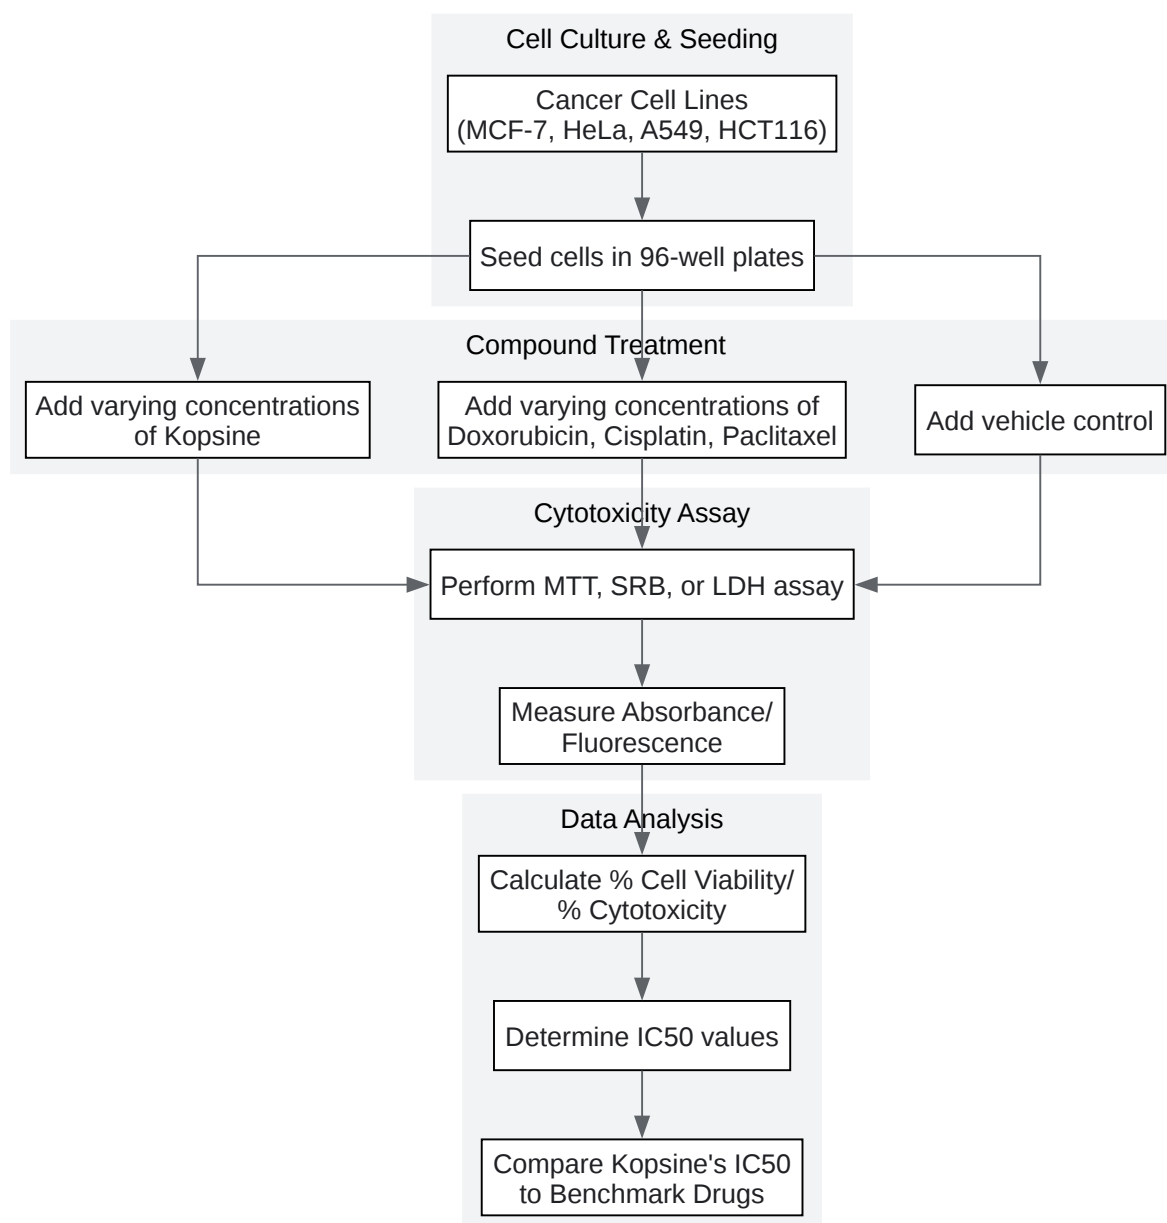 Cell Culture & Seeding
Cancer Cell Lines
(MCF-7, HeLa, A549, HCT116)
Seed cells in 96-well plates
Compound Treatment
Add varying concentrations
of Kopsine
Add varying concentrations of
Doxorubicin, Cisplatin, Paclitaxel
Add vehicle control
Cytotoxicity Assay
Perform MTT, SRB, or LDH assay
Measure Absorbance/
Fluorescence
Data Analysis
Calculate % Cell Viability/
% Cytotoxicity
Determine IC50 values
Compare Kopsine's IC50
to Benchmark Drugs